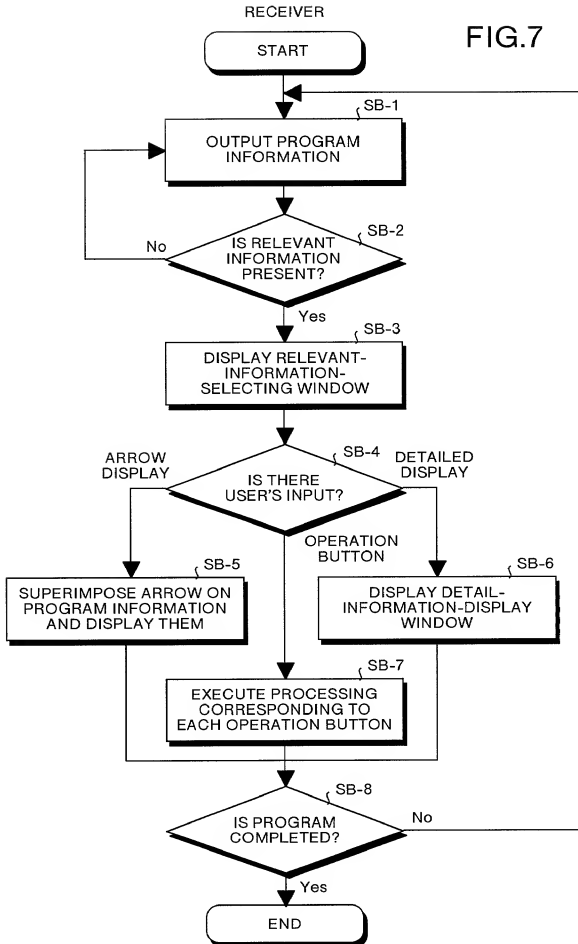 RECEIVER
FIG.7
START
SB-1
OUTPUT PROGRAM
INFORMATION
SB-2
No
IS RELEVANT
INFORMATION
PRESENT?
Yes
SB-3
DISPLAY RELEVANT-
INFORMATION-
SELECTING WINDOW
SB-4
ARROW
DISPLAY
DETAILED
DISPLAY
IS THERE
USER'S INPUT?
OPERATION
BUTTON
SB-5
SUPERIMPOSE ARROW ON
PROGRAM INFORMATION
AND DISPLAY THEM
SB-6
DISPLAY DETAIL-
INFORMATION-DISPLAY
WINDOW
SB-7
EXECUTE PROCESSING
CORRESPONDING TO
EACH OPERATION BUTTON
SB-8
IS PROGRAM
COMPLETED?
No
Yes
END